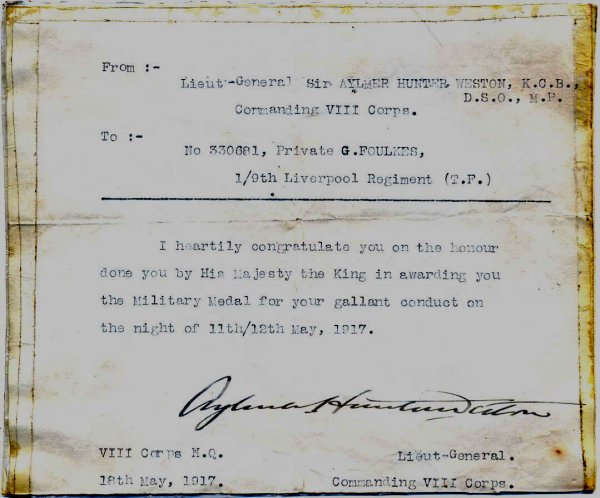 From :-
Lieut-General Sir AYLMER HUNTER WESTON, K.C.B.,
D.S.O., M.P.
Commanding VIII Corps.
To :-
No 330681, Private G.FOULKES,
1/9th Liverpool Regiment (T.F.)
I heartily congratulate you on the honour
done you by His Majesty the King in awarding you
the Military Medal for your gallant conduct on
the night of 11th/12th May, 1917.
Aylmer Hunter Weston
VIII Corps H.Q.
Lieut-General.
18th May, 1917.
Commanding VIII Corps.